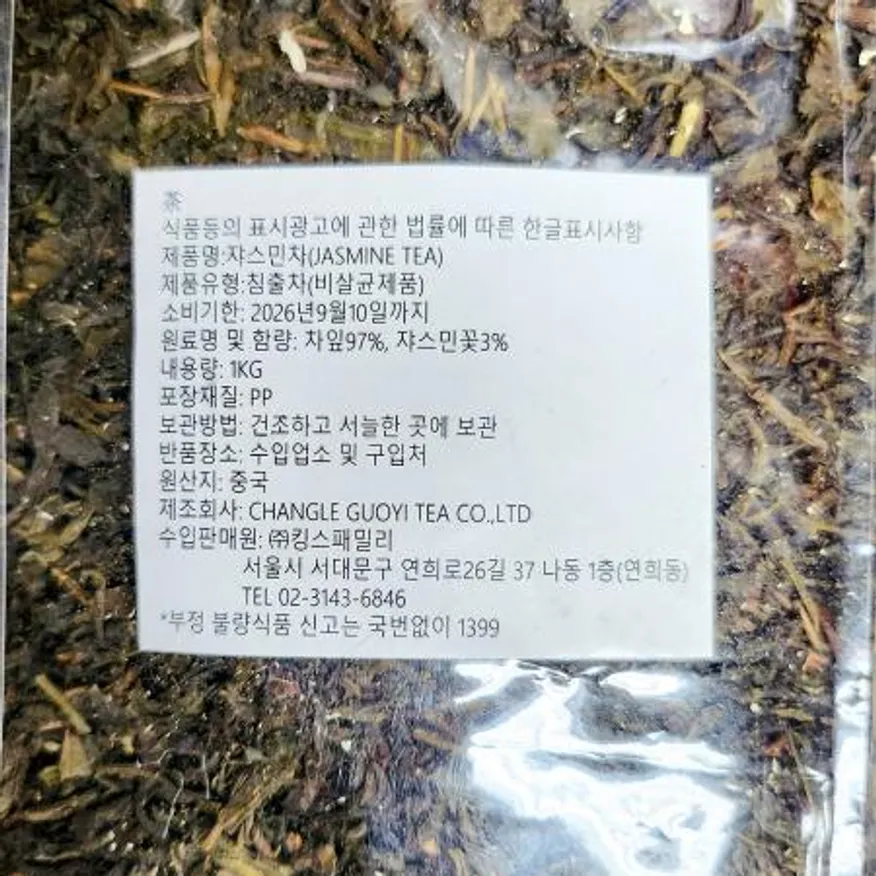 茶
식품등의 표시광고에 관한 법률에 따른 한글표시사항
제품명:쟈스민차(JASMINE TEA)
제품유형:침출차(비살균제품)
소비기한: 2026년9월10일까지
원료명 및 함량: 차잎97%, 쟈스민꽃3%
내용량: 1KG
포장재질: PP
보관방법: 건조하고 서늘한 곳에 보관
반품장소; 수입업소 및 구입처
원산지: 중국
제조회사: CHANGLE GUOYI TEA CO.,LTD
수입판매원: ㈜킹스패밀리
서울시 서대문구 연희로26길 37 나동 1층(연희동)
TEL 02-3143-6846
*부정 불량식품 신고는 국번없이 1399